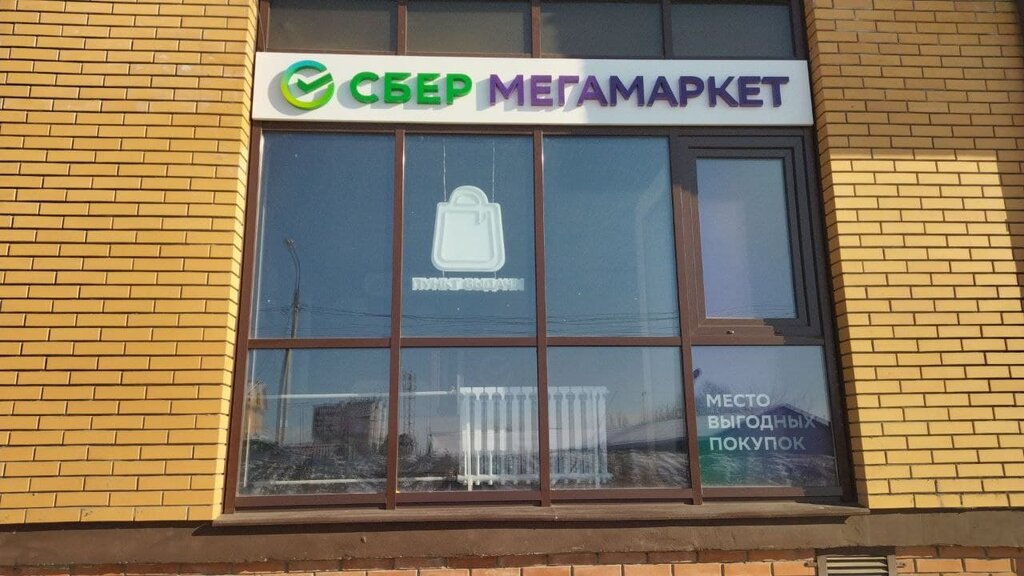 СБЕР МЕГАМАРКЕТ
ПУНКТ ВЫДАЧИ
МЕСТО
ВЫГОДНЫХ
ПОКУПОК